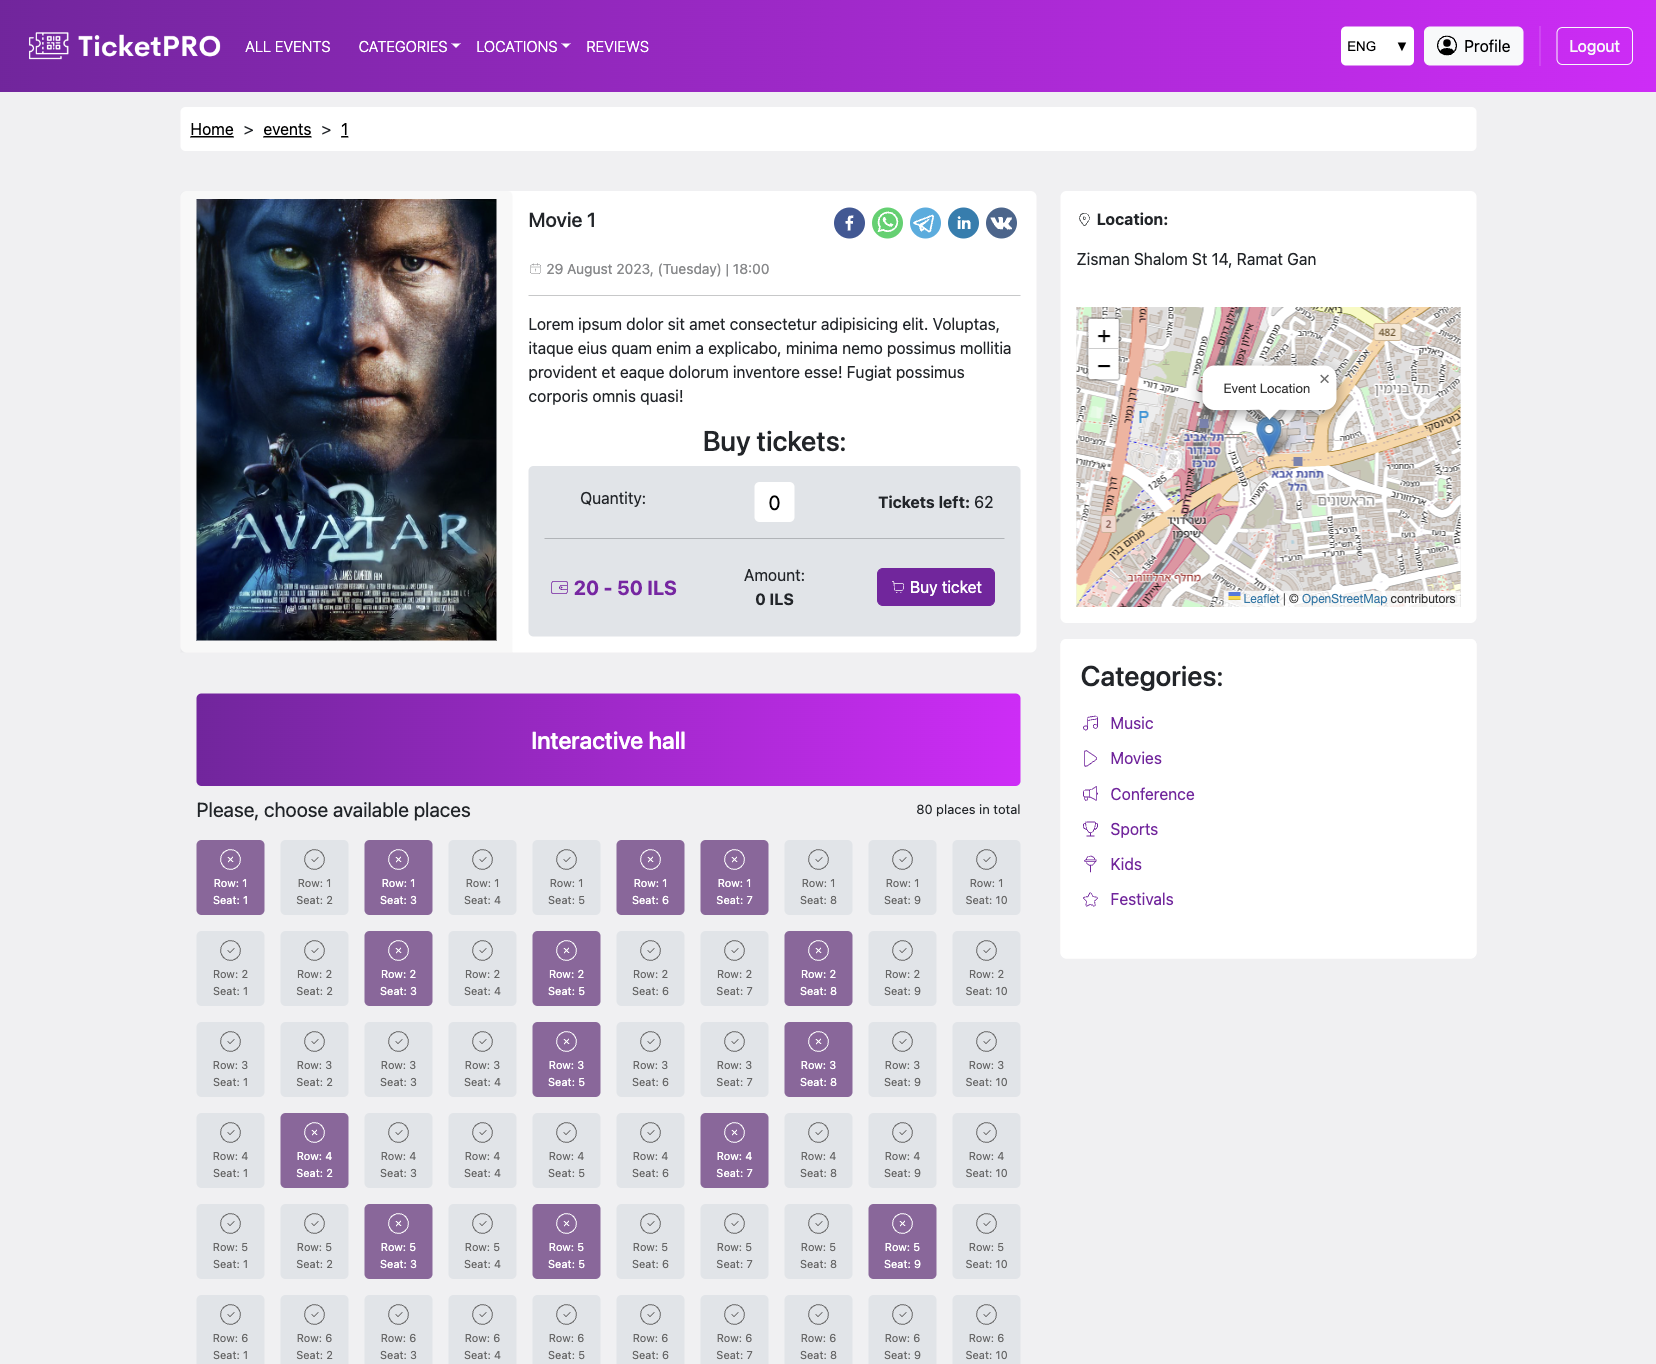 TicketPRO
ALL EVENTS
CATEGORIES
LOCATIONS
REVIEWS
ENG
Profile
Logout
Home > events > 1
AVATAR
2
A JAMES CAMERON FILM
Movie 1
29 August 2023, (Tuesday) | 18:00
Lorem ipsum dolor sit amet consectetur adipisicing elit. Voluptas,
itaque eius quam enim a explicabo, minima nemo possimus mollitia
provident et eaque dolorum inventore esse! Fugiat possimus
corporis omnis quasi!
Buy tickets:
Quantity:
0
Tickets left: 62
20 - 50 ILS
Amount:
0 ILS
Buy ticket
Location:
Zisman Shalom St 14, Ramat Gan
+
−
482
Event Location
×
P
תל אביב
סבידור
מרכז
תחנת אבא
הלל
הראשונים
תל בנימין
1285
1364
2
Leaflet | © OpenStreetMap contributors
Categories:
Music
Movies
Conference
Sports
Kids
Festivals
Interactive hall
Please, choose available places
80 places in total
Row: 1 Row: 1 Row: 1 Row: 1 Row: 1 Row: 1 Row: 1 Row: 1 Row: 1 Row: 1
Seat: 1 Seat: 2 Seat: 3 Seat: 4 Seat: 5 Seat: 6 Seat: 7 Seat: 8 Seat: 9 Seat: 10
Row: 2 Row: 2 Row: 2 Row: 2 Row: 2 Row: 2 Row: 2 Row: 2 Row: 2 Row: 2
Seat: 1 Seat: 2 Seat: 3 Seat: 4 Seat: 5 Seat: 6 Seat: 7 Seat: 8 Seat: 9 Seat: 10
Row: 3 Row: 3 Row: 3 Row: 3 Row: 3 Row: 3 Row: 3 Row: 3 Row: 3 Row: 3
Seat: 1 Seat: 2 Seat: 3 Seat: 4 Seat: 5 Seat: 6 Seat: 7 Seat: 8 Seat: 9 Seat: 10
Row: 4 Row: 4 Row: 4 Row: 4 Row: 4 Row: 4 Row: 4 Row: 4 Row: 4 Row: 4
Seat: 1 Seat: 2 Seat: 3 Seat: 4 Seat: 5 Seat: 6 Seat: 7 Seat: 8 Seat: 9 Seat: 10
Row: 5 Row: 5 Row: 5 Row: 5 Row: 5 Row: 5 Row: 5 Row: 5 Row: 5 Row: 5
Seat: 1 Seat: 2 Seat: 3 Seat: 4 Seat: 5 Seat: 6 Seat: 7 Seat: 8 Seat: 9 Seat: 10
Row: 6 Row: 6 Row: 6 Row: 6 Row: 6 Row: 6 Row: 6 Row: 6 Row: 6 Row: 6
Seat: 1 Seat: 2 Seat: 3 Seat: 4 Seat: 5 Seat: 6 Seat: 7 Seat: 8 Seat: 9 Seat: 10